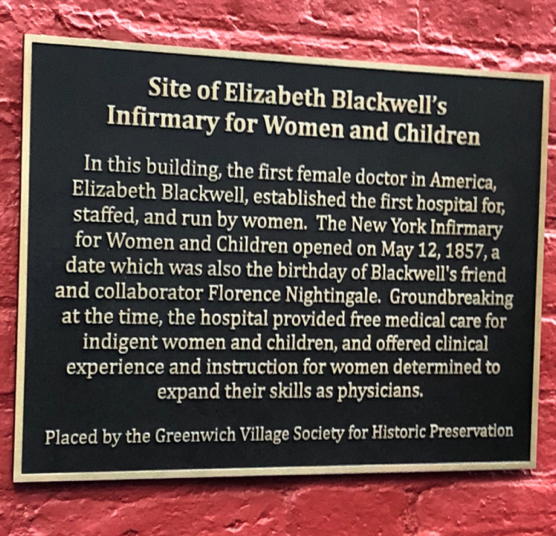 Site of Elizabeth Blackwell's
Infirmary for Women and Children
In this building, the first female doctor in America,
Elizabeth Blackwell, established the first hospital for,
staffed, and run by women. The New York Infirmary
for Women and Children opened on May 12, 1857, a
date which was also the birthday of Blackwell's friend
and collaborator Florence Nightingale. Groundbreaking
at the time, the hospital provided free medical care for
indigent women and children, and offered clinical
experience and instruction for women determined to
expand their skills as physicians.
Placed by the Greenwich Village Society for Historic Preservation